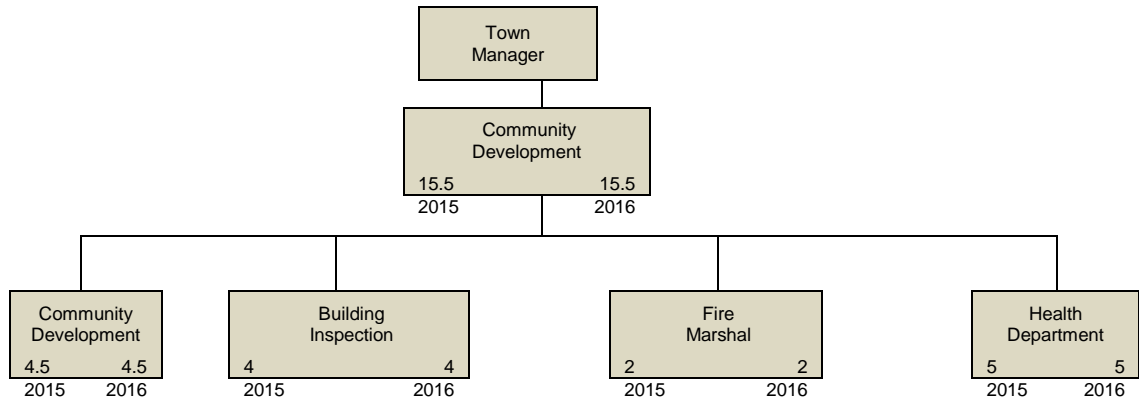 Town
Manager
Community
Development
15.5 15.5
2015 2016
Community
Development
4.5 4.5
2015 2016
Building
Inspection
4 4
2015 2016
Fire
Marshal
2 2
2015 2016
Health
Department
5 5
2015 2016